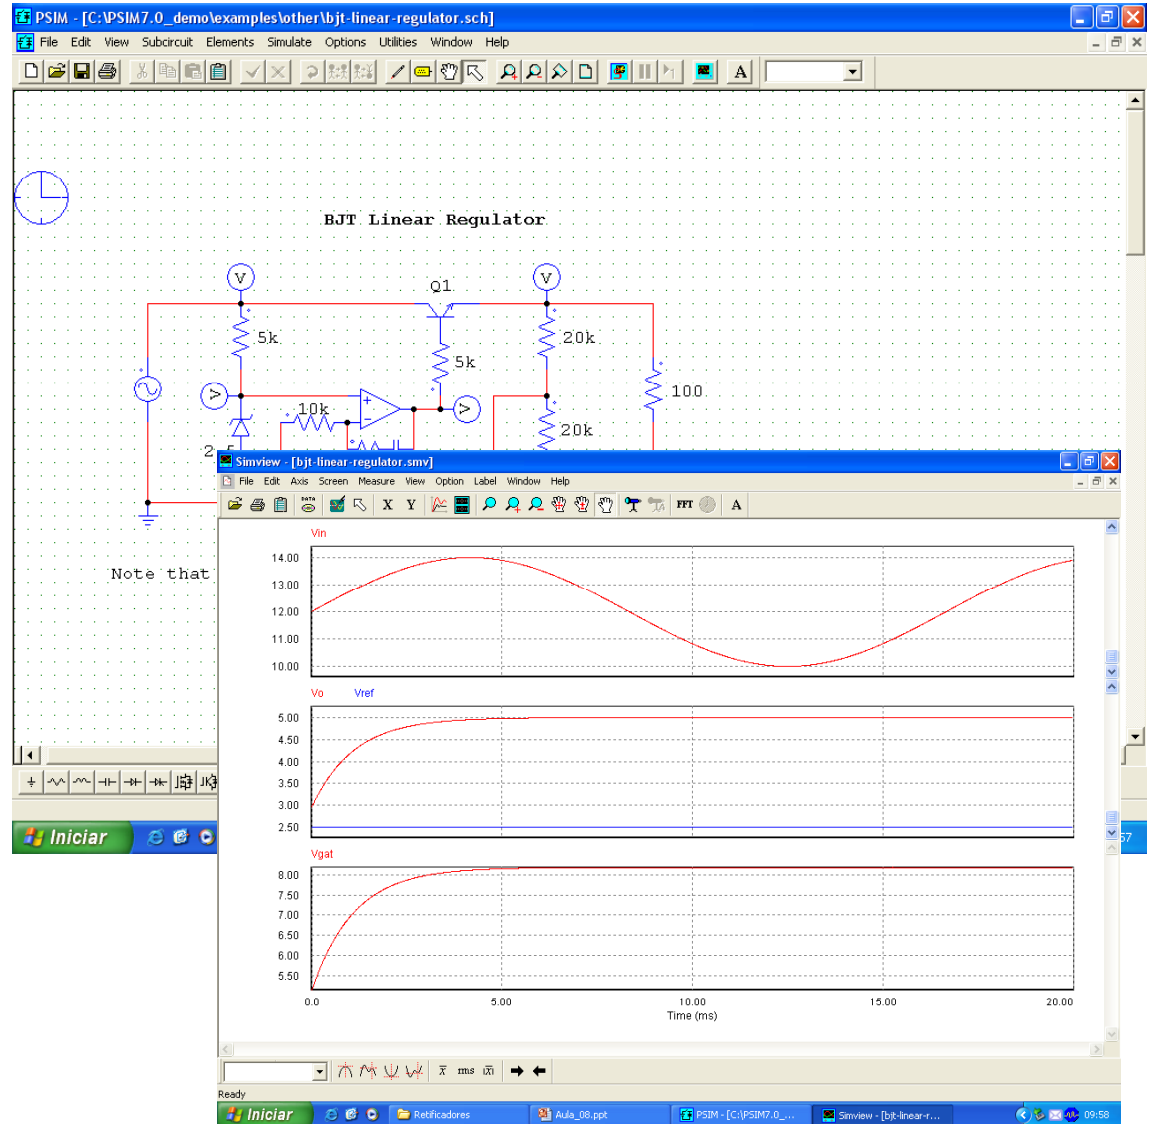 PSIM - [C:\PSIM7.0_demo\examples\other\bjt-linear-regulator.sch]
File Edit View Subcircuit Elements Simulate Options Utilities Window Help
A
BJT Linear Regulator
V
V
Q1
5k
20k
5k
V
10k
V
100
20k
Note that
Simview - [bjt-linear-regulator.smv]
File Edit Axis Screen Measure View Option Label Window Help
X Y FFT A
Vin
14.00
13.00
12.00
11.00
10.00
Vo Vref
5.00
4.50
4.00
3.50
3.00
2.50
Vgat
8.00
7.50
7.00
6.50
6.00
5.50
0.0 5.00 10.00 15.00 20.00
Time (ms)
x rms |x|
Ready
Iniciar
57
Iniciar Retificadores Aula_08.ppt PSIM - [C:\PSIM7.0_... Simview - [bjt-linear-r... 09:58